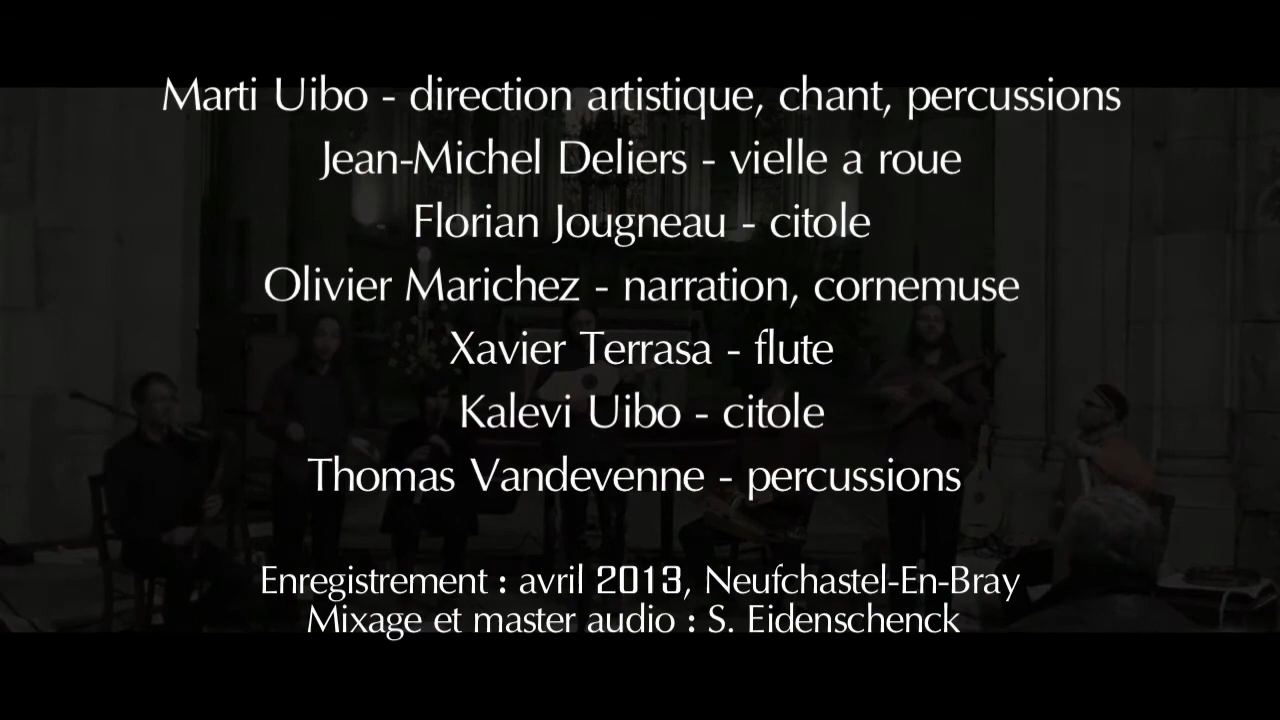 Marti Uibo - direction artistique, chant, percussions
Jean-Michel Deliers - vielle a roue
Florian Jougneau - citole
Olivier Marichez - narration, cornemuse
Xavier Terrasa - flute
Kalevi Uibo - citole
Thomas Vandevenne - percussions
Enregistrement : avril 2013, Neufchastel-En-Bray
Mixage et master audio : S. Eidenschenck